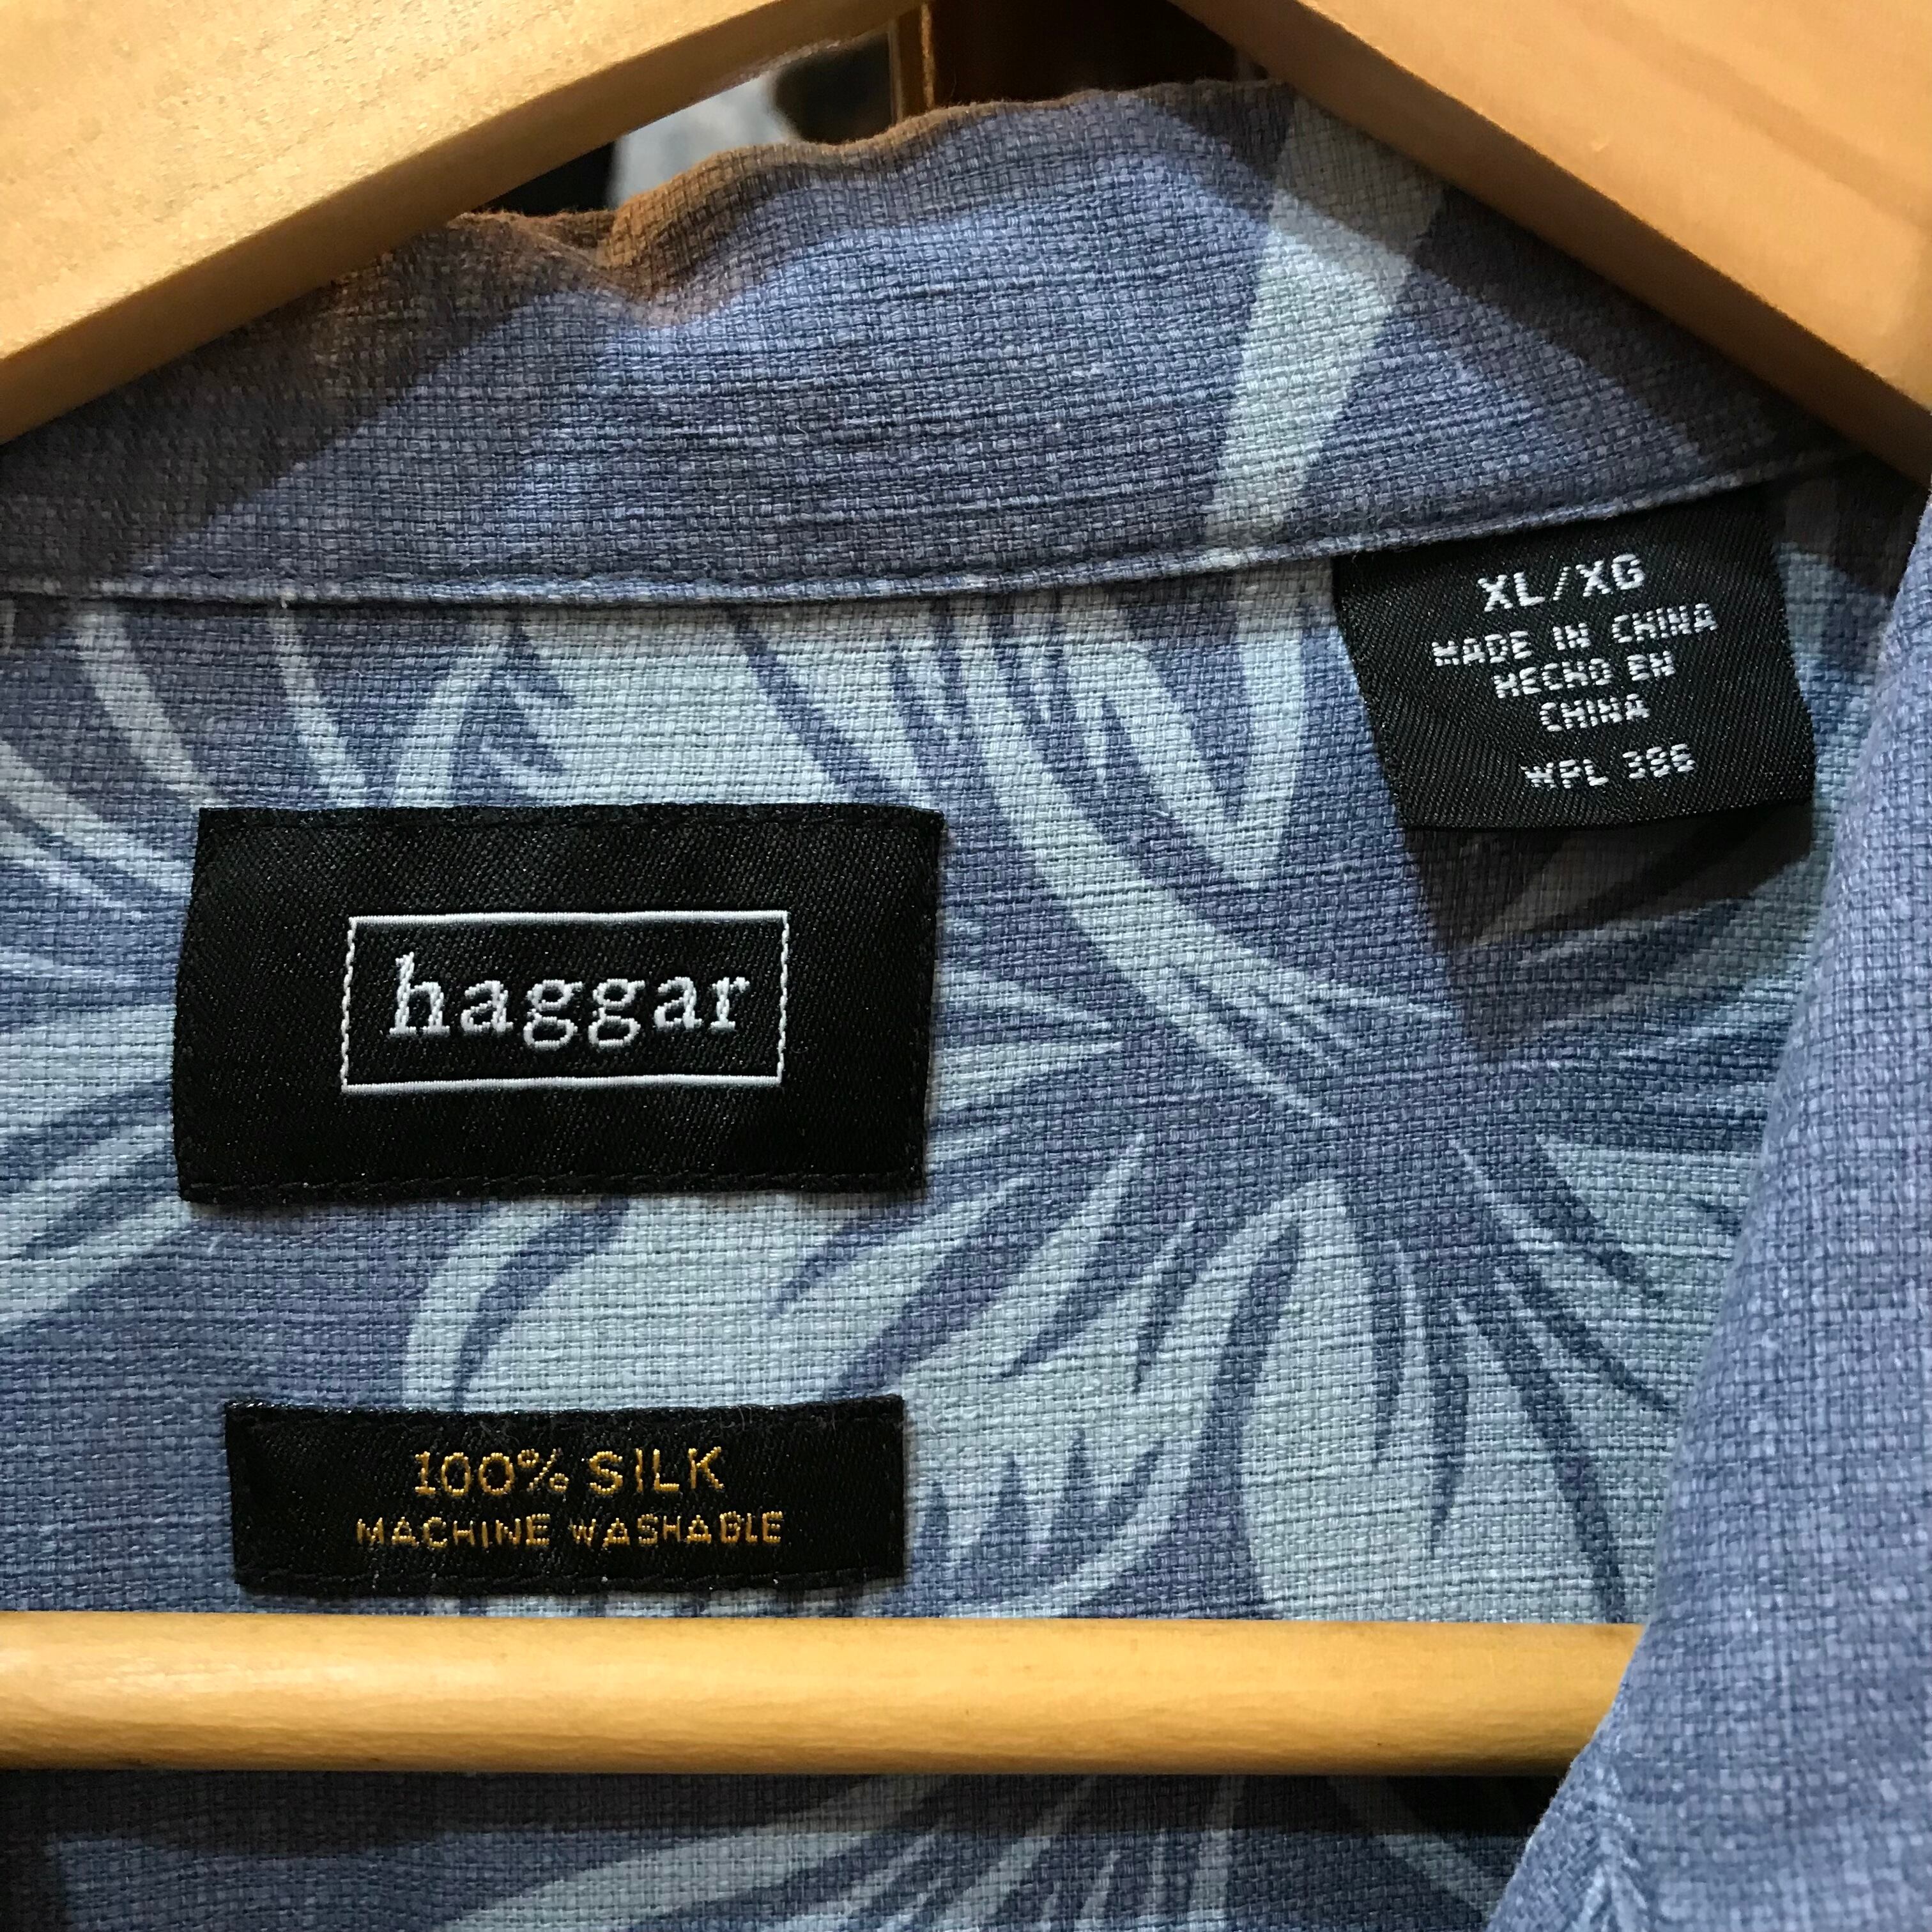 XL/XG
MADE IN CHINA
HECHO EN
CHINA
WPL 386
haggar
100% SILK
MACHINE WASHABLE